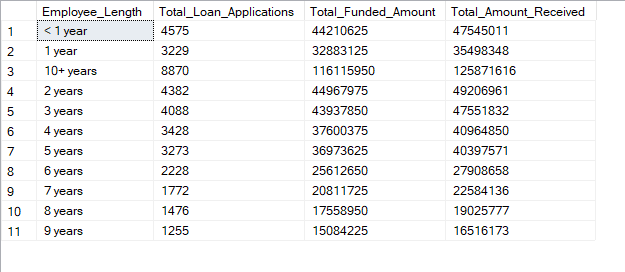 Employee_Length Total_Loan_Applications Total_Funded_Amount Total_Amount_Received
1 < 1 year 4575 44210625 47545011
2 1 year 3229 32883125 35498348
3 10+ years 8870 116115950 125871616
4 2 years 4382 44967975 49206961
5 3 years 4088 43937850 47551832
6 4 years 3428 37600375 40964850
7 5 years 3273 36973625 40397571
8 6 years 2228 25612650 27908658
9 7 years 1772 20811725 22584136
10 8 years 1476 17558950 19025777
11 9 years 1255 15084225 16516173